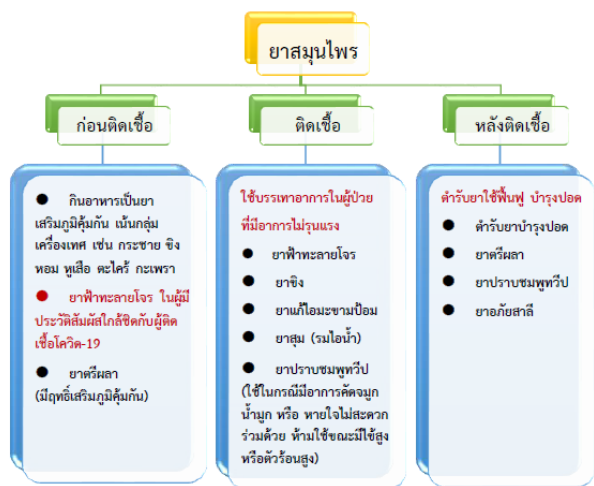 ยาสมุนไพร
ก่อนติดเชื้อ
● กินอาหารเป็นยา
เสริมภูมิคุ้มกัน เน้นกลุ่ม
เครื่องเทศ เช่น กระชาย ขิง
หอม หูเสือ ตะไคร้ กะเพรา
● ยาฟ้าทะลายโจร ในผู้มี
ประวัติสัมผัสใกล้ชิดกับผู้ติด
เชื้อโควิด-19
● ยาตรีผลา
(มีฤทธิ์เสริมภูมิคุ้มกัน)
ติดเชื้อ
ใช้บรรเทาอาการในผู้ป่วย
ที่มีอาการไม่รุนแรง
● ยาฟ้าทะลายโจร
● ยาขิง
● ยาแก้ไอมะขามป้อม
● ยาสุม (รมไอน้ำ)
● ยาปราบชมพูทวีป
(ใช้ในกรณีมีอาการคัดจมูก
น้ำมูก หรือ หายใจไม่สะดวก
ร่วมด้วย ห้ามใช้ขณะมีไข้สูง
หรือตัวร้อนสูง)
หลังติดเชื้อ
ตำรับยาใช้ฟื้นฟู บำรุงปอด
● ตำรับยาบำรุงปอด
● ยาตรีผลา
● ยาปราบชมพูทวีป
● ยาอภัยสาลี